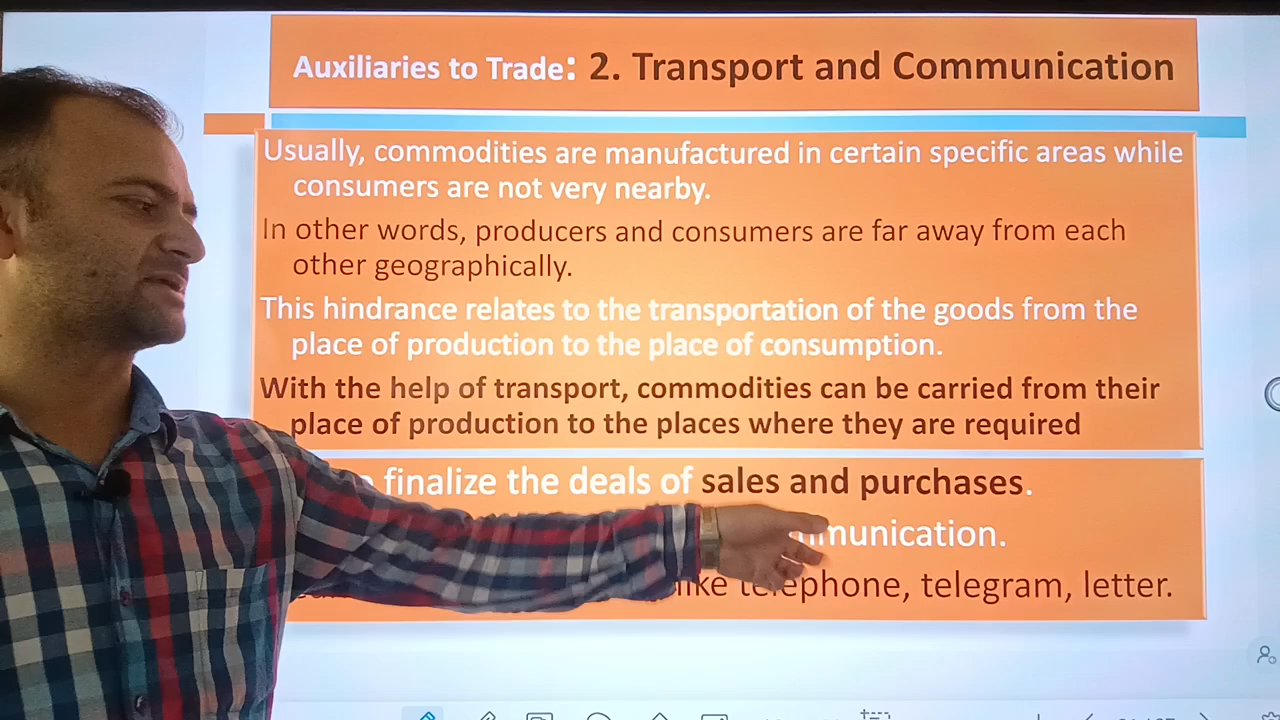 Auxiliaries to Trade: 2. Transport and Communication
Usually, commodities are manufactured in certain specific areas while
consumers are not very nearby.
In other words, producers and consumers are far away from each
other geographically.
This hindrance relates to the transportation of the goods from the
place of production to the place of consumption.
With the help of transport, commodities can be carried from their
place of production to the places where they are required
finalize the deals of sales and purchases.
munication.
like telephone, telegram, letter.